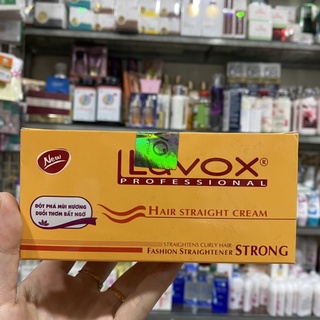 New
LAVOX®
PROFESSIONAL
ĐỘT PHÁ MÙI HƯƠNG
DUỖI THƠM BẤT NGỜ
HAIR STRAIGHT CREAM
STRAIGHTENS CURLY HAIR
FASHION STRAIGHTENER STRONG